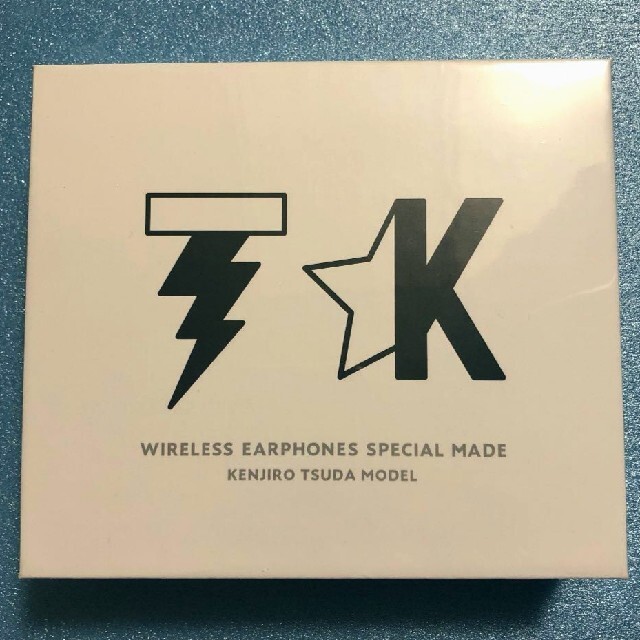 T K
WIRELESS EARPHONES SPECIAL MADE
KENJIRO TSUDA MODEL